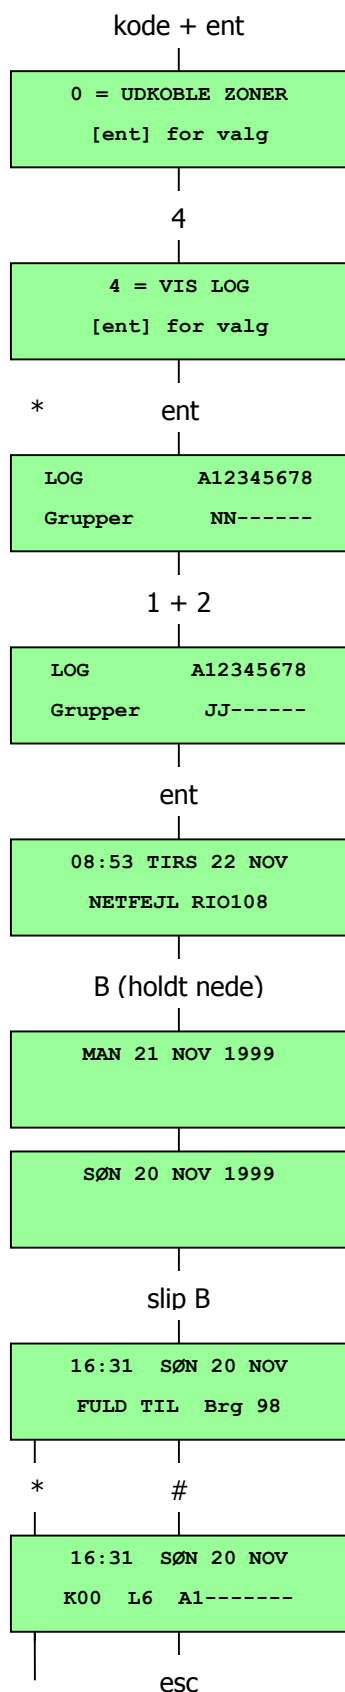 kode + ent
0 = UDKOBLE ZONER
[ent] for valg
4
4 = VIS LOG
[ent] for valg
* ent
LOG A12345678
Grupper NN------
1 + 2
LOG A12345678
Grupper JJ------
ent
08:53 TIRS 22 NOV
NETFEJL RIO108
B (holdt nede)
MAN 21 NOV 1999
SØN 20 NOV 1999
slip B
16:31 SØN 20 NOV
FULD TIL Brg 98
* #
16:31 SØN 20 NOV
K00 L6 A1-------
esc